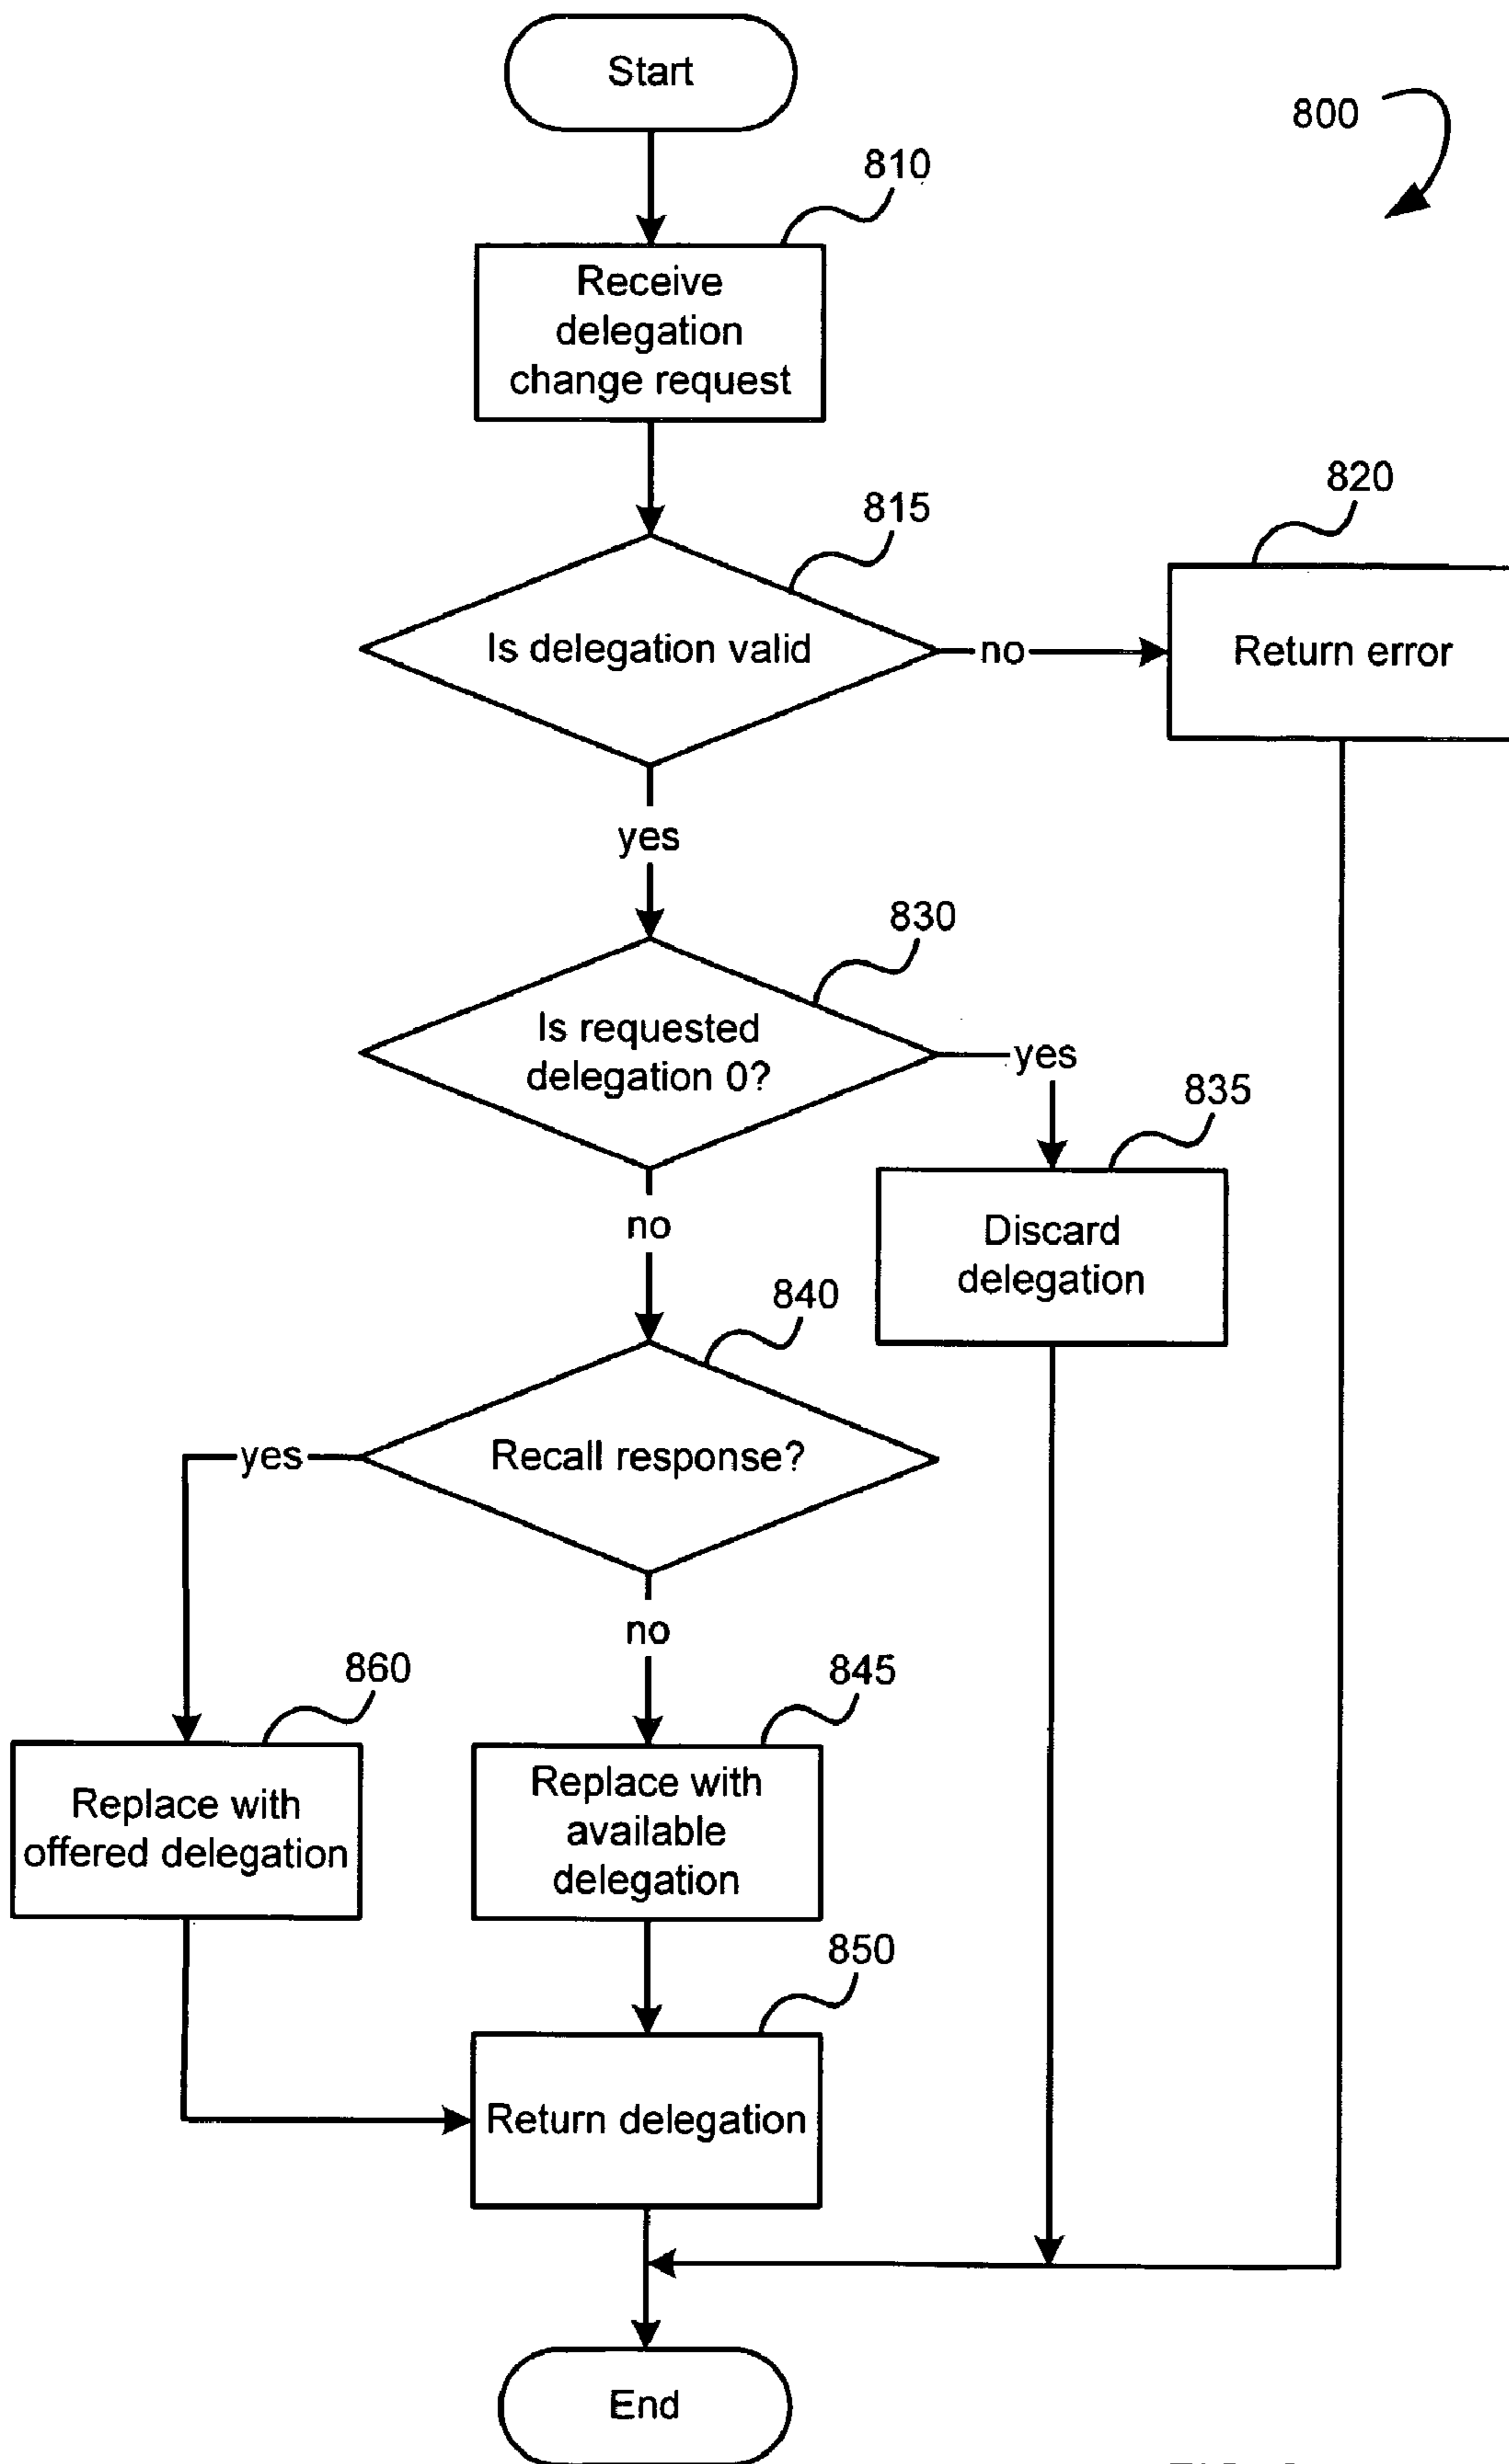 Start
800
810
Receive
delegation
change request
815
820
Is delegation valid
no
Return error
yes
830
Is requested
delegation 0?
yes
835
no
Discard
delegation
840
Recall response?
yes
no
860
845
Replace with
offered delegation
Replace with
available
delegation
850
Return delegation
End